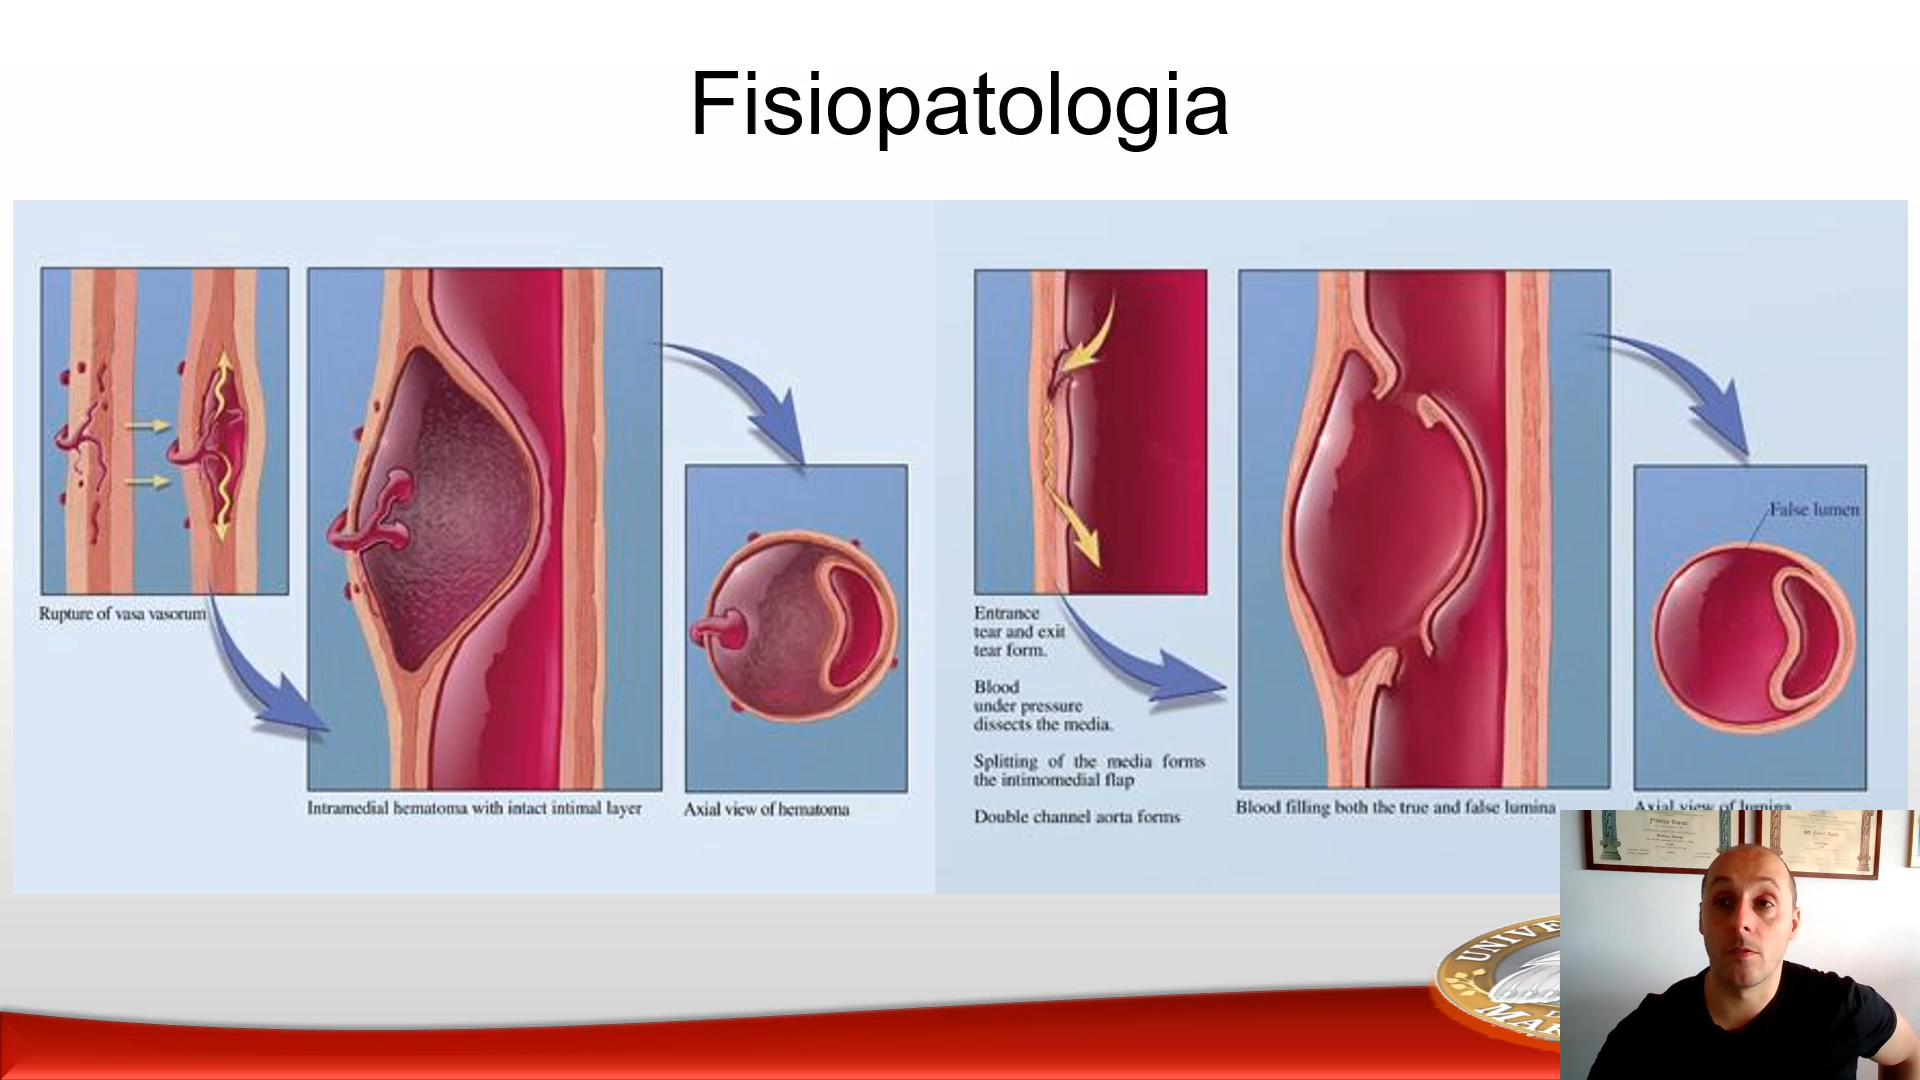 Fisiopatologia
Rupture of vasa vasorum
Intramedial hematoma with intact intimal layer
Axial view of hematoma
Entrance
tear and exit
tear form.
Blood
under pressure
dissects the media.
Splitting of the media forms
the intimomedial flap
Double channel aorta forms
Blood filling both the true and false lumina
False lumen
Axial view of lumina
UNIVE
MAR